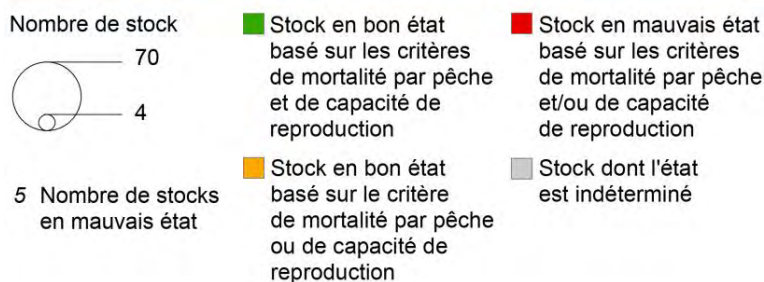 Nombre de stock
70
4
5 Nombre de stocks
en mauvais état
Stock en bon état
basé sur les critères
de mortalité par pêche
et de capacité de
reproduction
Stock en bon état
basé sur le critère
de mortalité par pêche
ou de capacité de
reproduction
Stock en mauvais état
basé sur les critères
de mortalité par pêche
et/ou de capacité
de reproduction
Stock dont l'état
est indéterminé